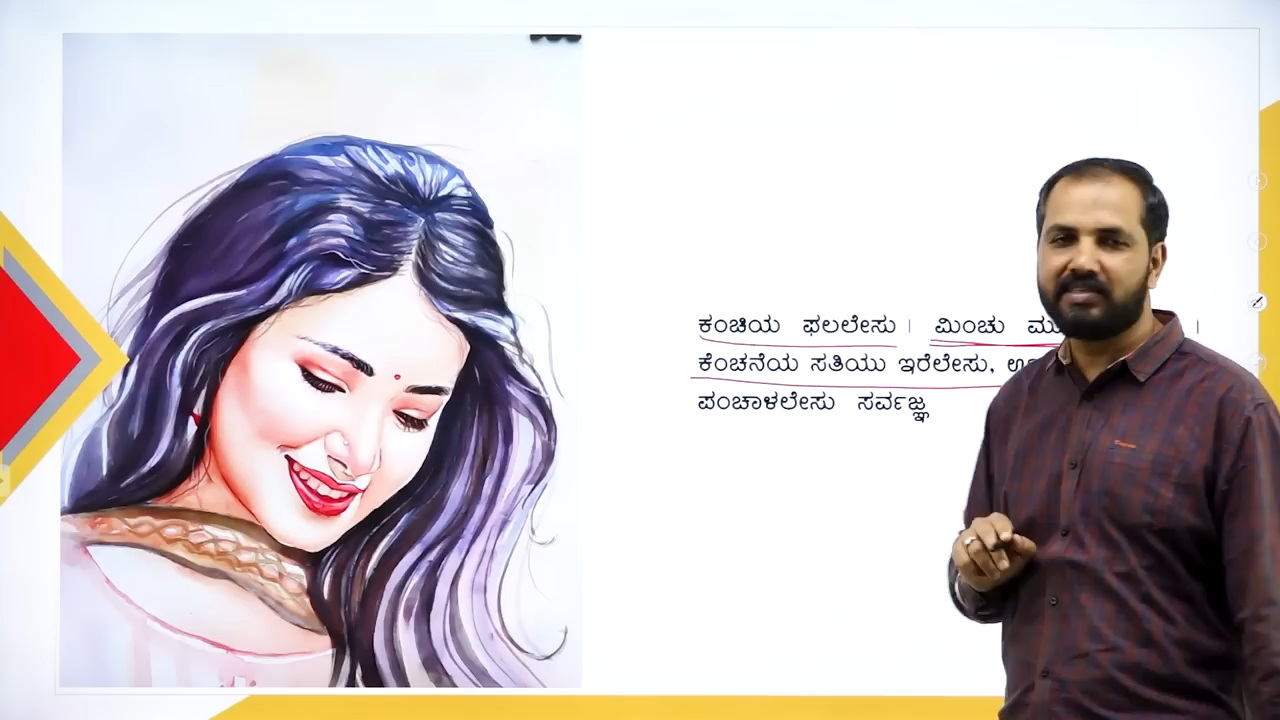 ಕಂಚಿಯ ಫಲಲೇಸು | ಮಿಂಚು |
ಕೆಂಚನೆಯ ಸತಿಯು ಇರೆಲೇಸು,
ಪಂಚಾಳಲೇಸು ಸರ್ವಜ್ಞ